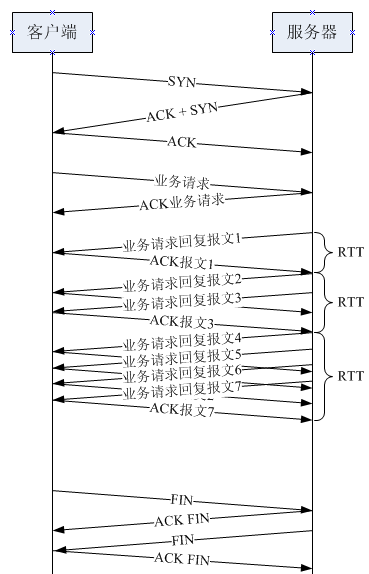 客户端 服务器
SYN
ACK + SYN
ACK
业务请求
ACK业务请求
业务请求回复报文1
RTT
ACK报文1
业务请求回复报文2
业务请求回复报文3
RTT
ACK报文3
业务请求回复报文4
业务请求回复报文5
业务请求回复报文6
RTT
业务请求回复报文7
ACK报文7
FIN
ACK FIN
FIN
ACK FIN